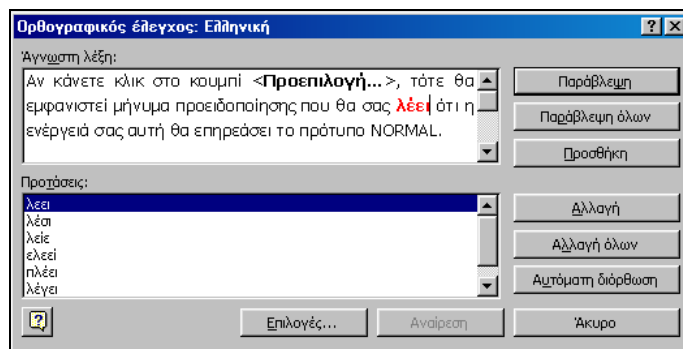 Ορθογραφικός έλεγχος: Ελληνική
Άγνωστη λέξη:
Αν κάνετε κλικ στο κουμπί <Προεπιλογή...>, τότε θα
εμφανιστεί μήνυμα προειδοποίησης που θα σας λέει ότι η
ενέργειά σας αυτή θα επηρεάσει το πρότυπο NORMAL.
Παράβλεψη
Παράβλεψη όλων
Προσθήκη
Προτάσεις:
λεει
λέσι
λείε
ελεεί
πλέει
λέγει
Αλλαγή
Αλλαγή όλων
Αυτόματη διόρθωση
Επιλογές...
Αναίρεση
Άκυρο